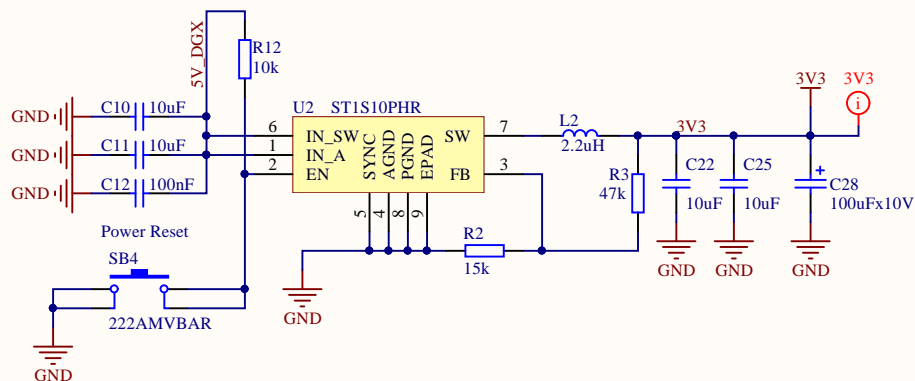 5V_DGX
R12
10k
GND
C10
10uF
GND
C11
10uF
GND
C12
100nF
U2
ST1S10PHR
6
IN_SW
1
IN_A
2
EN
SYNC
AGND
PGND
EPAD
SW
7
FB
3
5
4
8
9
L2
2.2uH
3V3
3V3
3V3
i
R3
47k
C22
10uF
C25
10uF
C28
100uFx10V
+
GND
GND
GND
R2
15k
GND
Power Reset
SB4
222AMVBAR
GND